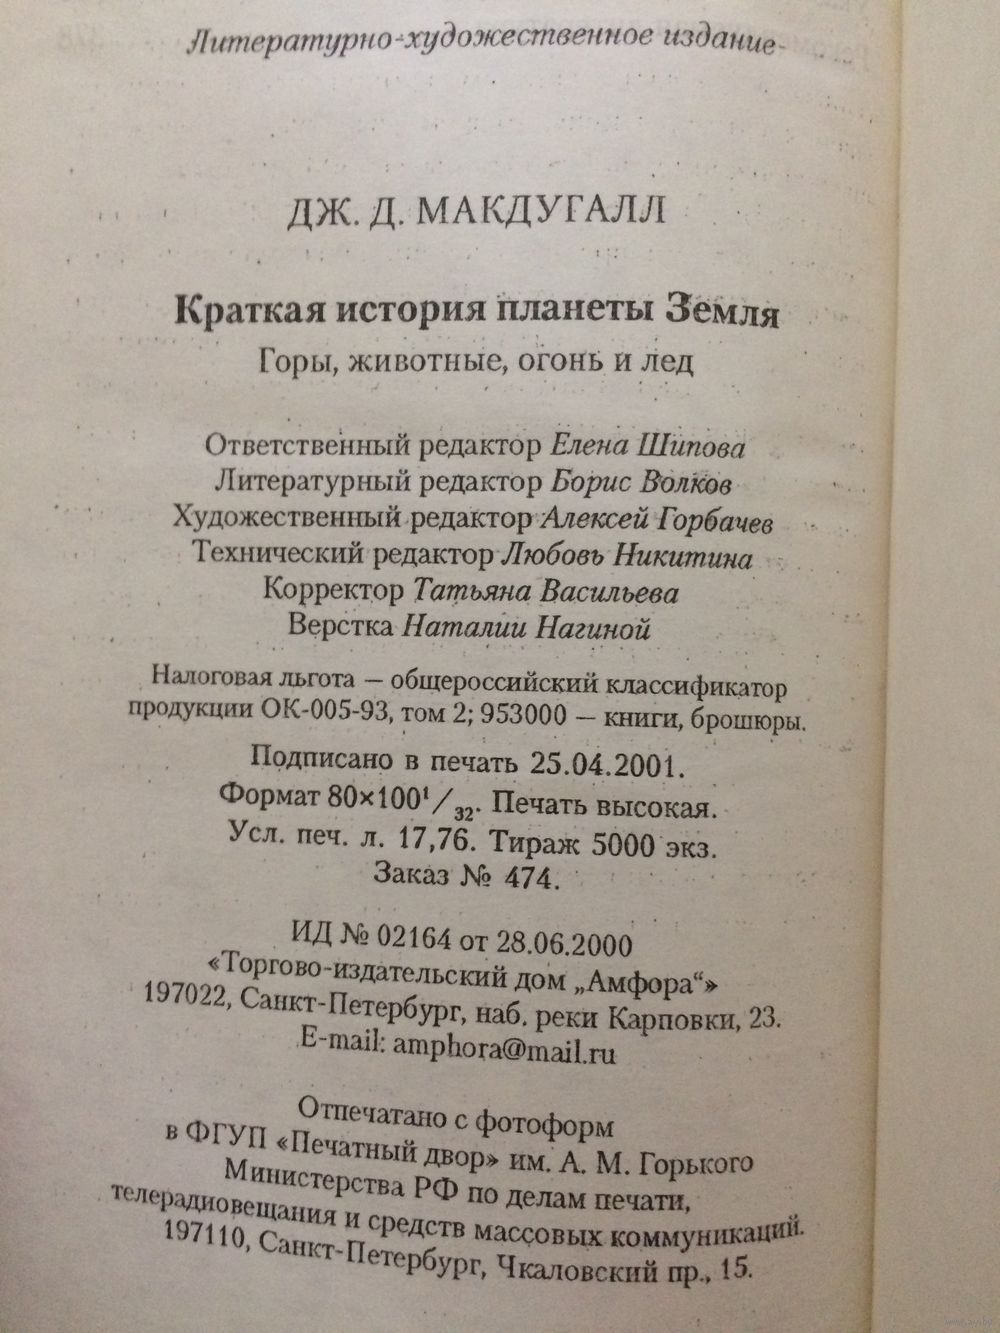 Литературно-художественное издание
ДЖ. Д. МАКДУГАЛЛ
Краткая история планеты Земля
Горы, животные, огонь и лед
Ответственный редактор Елена Шипова
Литературный редактор Борис Волков
Художественный редактор Алексей Горбачев
Технический редактор Любовь Никитина
Корректор Татьяна Васильева
Верстка Наталии Нагиной
Налоговая льгота — общероссийский классификатор
продукции ОК-005-93, том 2; 953000 — книги, брошюры.
Подписано в печать 25.04.2001.
Формат 80×100¹/₃₂. Печать высокая.
Усл. печ. л. 17,76. Тираж 5000 экз.
Заказ № 474.
ИД № 02164 от 28.06.2000
«Торгово-издательский дом „Амфора“»
197022, Санкт-Петербург, наб. реки Карповки, 23.
E-mail: amphora@mail.ru
Отпечатано с фотоформ
в ФГУП «Печатный двор» им. А. М. Горького
Министерства РФ по делам печати,
телерадиовещания и средств массовых коммуникаций.
197110, Санкт-Петербург, Чкаловский пр., 15.